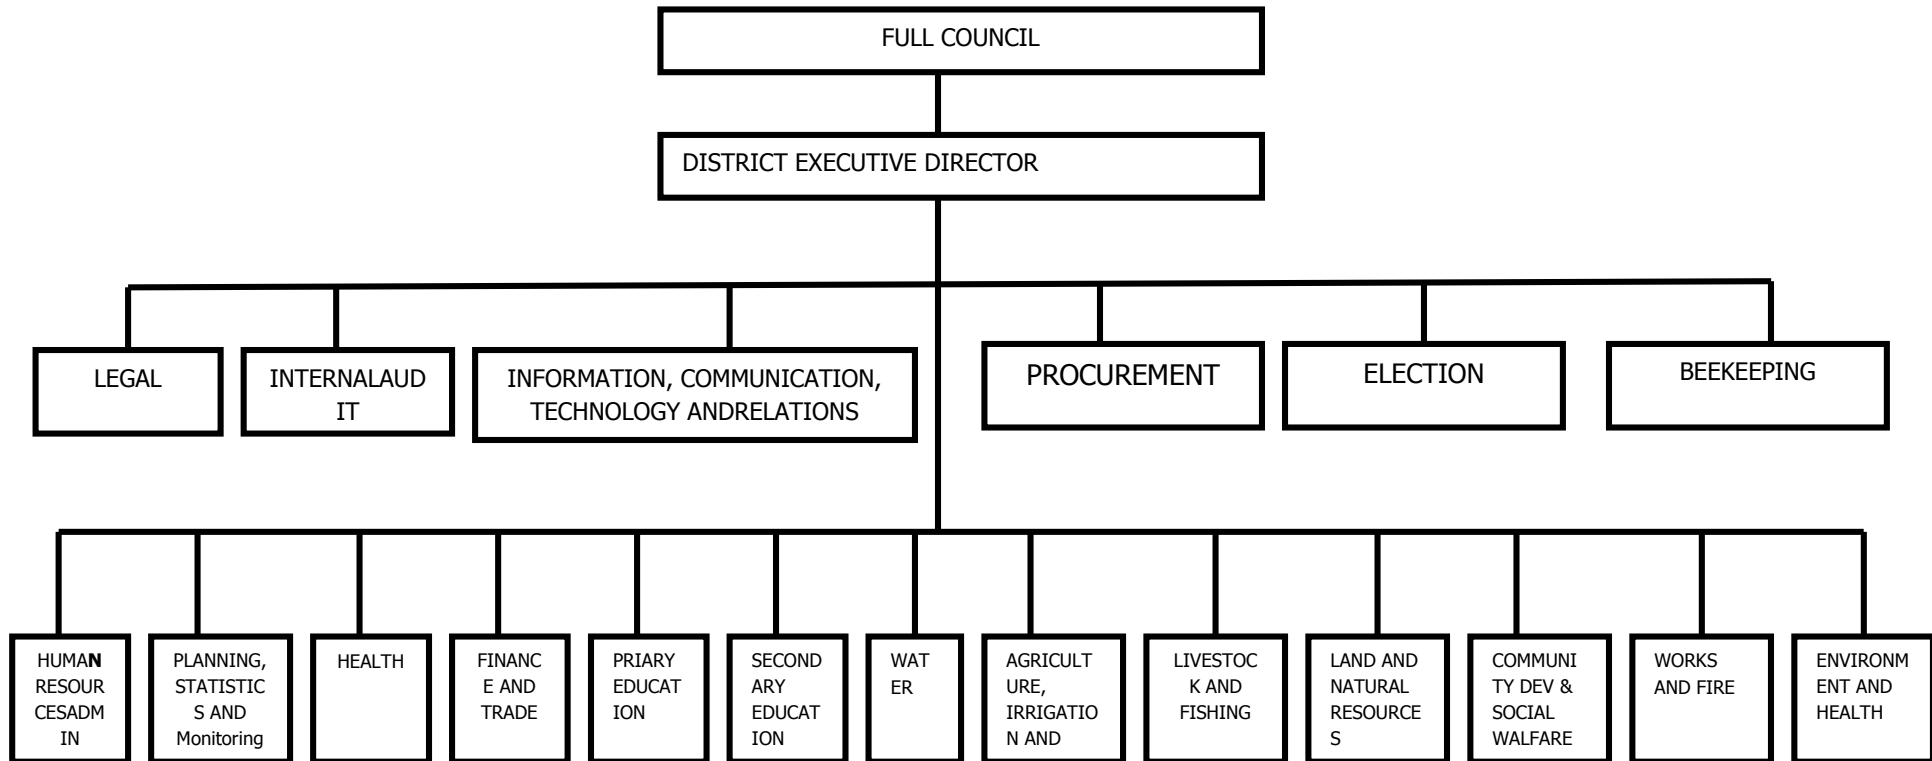 FULL COUNCIL
DISTRICT EXECUTIVE DIRECTOR
LEGAL
INTERNALAUD
IT
INFORMATION, COMMUNICATION,
TECHNOLOGY ANDRELATIONS
PROCUREMENT
ELECTION
BEEKEEPING
HUMAN
RESOUR
CESADM
IN
PLANNING,
STATISTIC
S AND
Monitoring
HEALTH
FINANC
E AND
TRADE
PRIARY
EDUCAT
ION
SECOND
ARY
EDUCAT
ION
WAT
ER
AGRICULT
URE,
IRRIGATIO
N AND
LIVESTOC
K AND
FISHING
LAND AND
NATURAL
RESOURCE
S
COMMUNI
TY DEV &
SOCIAL
WALFARE
WORKS
AND FIRE
ENVIRONM
ENT AND
HEALTH